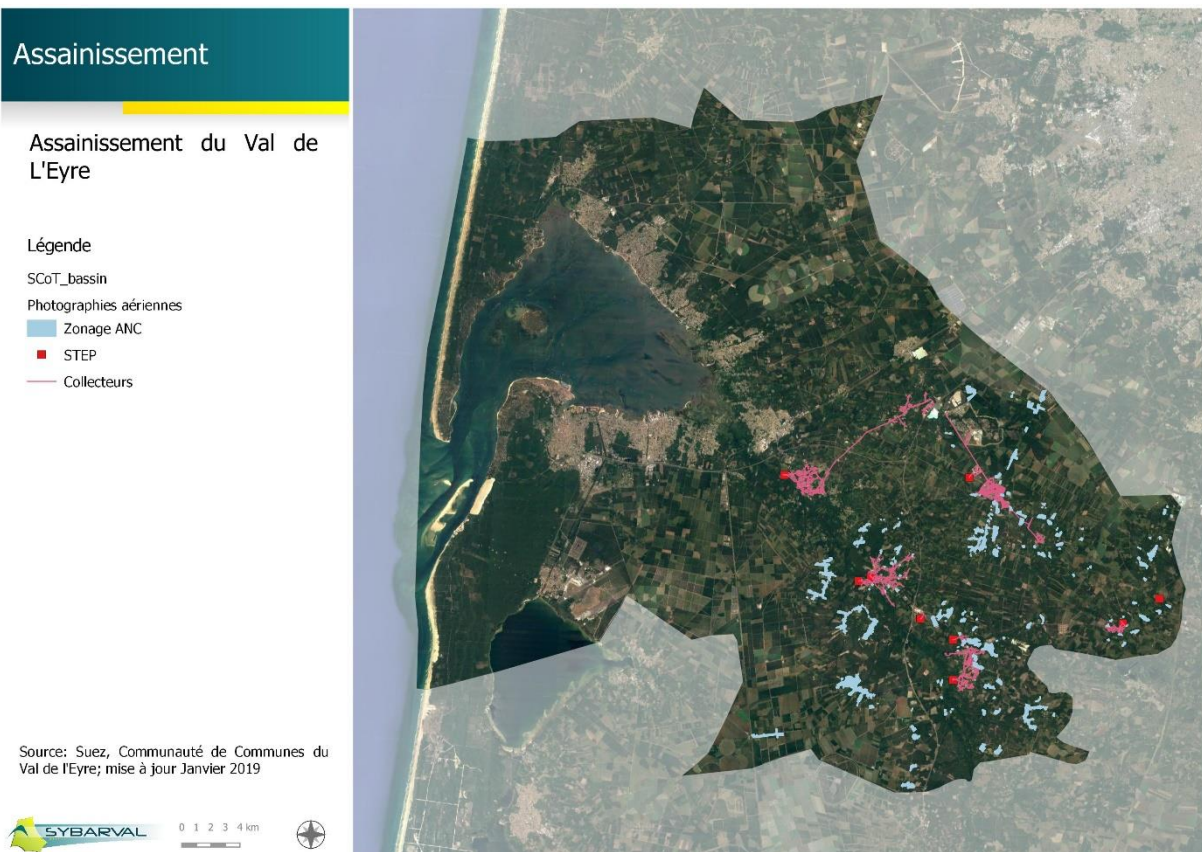 Assainissement
Assainissement du Val de
L'Eyre
Légende
SCoT_bassin
Photographies aériennes
Zonage ANC
STEP
Collecteurs
Source: Suez, Communauté de Communes du
Val de l'Eyre; mise à jour Janvier 2019
SYBARVAL
0 1 2 3 4 km